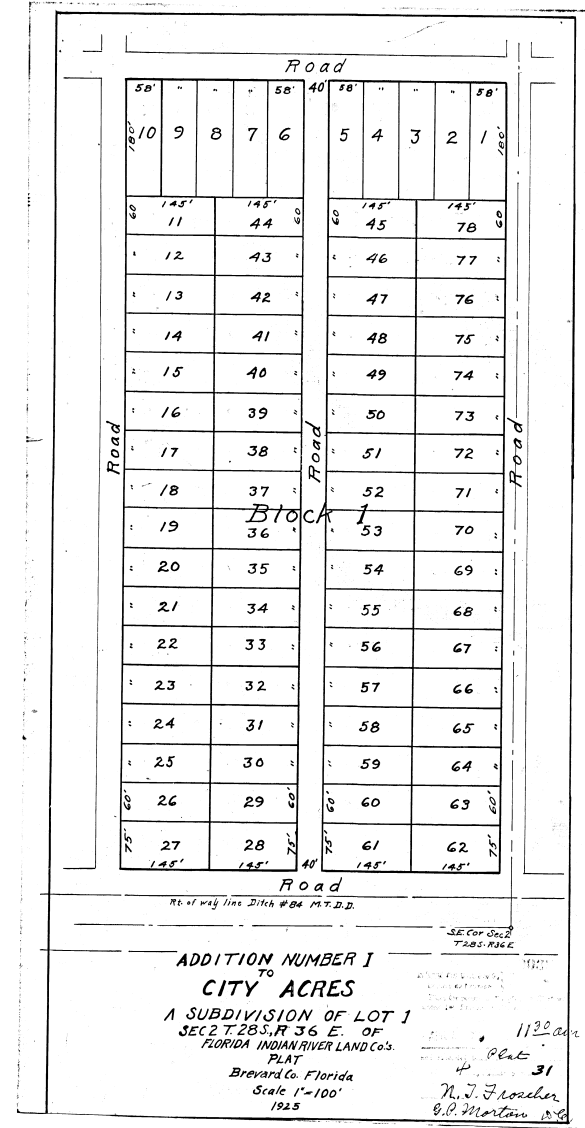 Road
58' " " " 58' 40' 58' " " " 58'
180' 10 9 8 7 6 5 4 3 2 1 180'
145' 145' 145' 145'
60 11 44 60 60 45 78 60
" 12 43 " " 46 77 "
" 13 42 " " 47 76 "
" 14 41 " " 48 75 "
" 15 40 " " 49 74 "
" 16 39 " " 50 73 "
Road Road Road
" 17 38 " " 51 72 "
" 18 37 " " 52 71 "
Block 1
" 19 36 " " 53 70 "
" 20 35 " " 54 69 "
" 21 34 " " 55 68 "
" 22 33 " " 56 67 "
" 23 32 " " 57 66 "
" 24 31 " " 58 65 "
" 25 30 " " 59 64 "
60' 26 29 60' 60' 60 63 60'
75' 27 28 75' 75' 61 62 75'
145' 145' 40' 145' 145'
Road
Rt. of way line Ditch #84 M.T.D.D.
S.E. Cor Sec 2
T28S. R36E
ADDITION NUMBER I
TO
CITY ACRES
A SUBDIVISION OF LOT 1
SEC 2 T. 28S., R 36 E. OF
FLORIDA INDIAN RIVER LAND Co's.
PLAT
Brevard Co. Florida
Scale 1"=100'
1925
11 30 am
Plat
4 31
N. T. Froscher
G. P. Morton D.C.